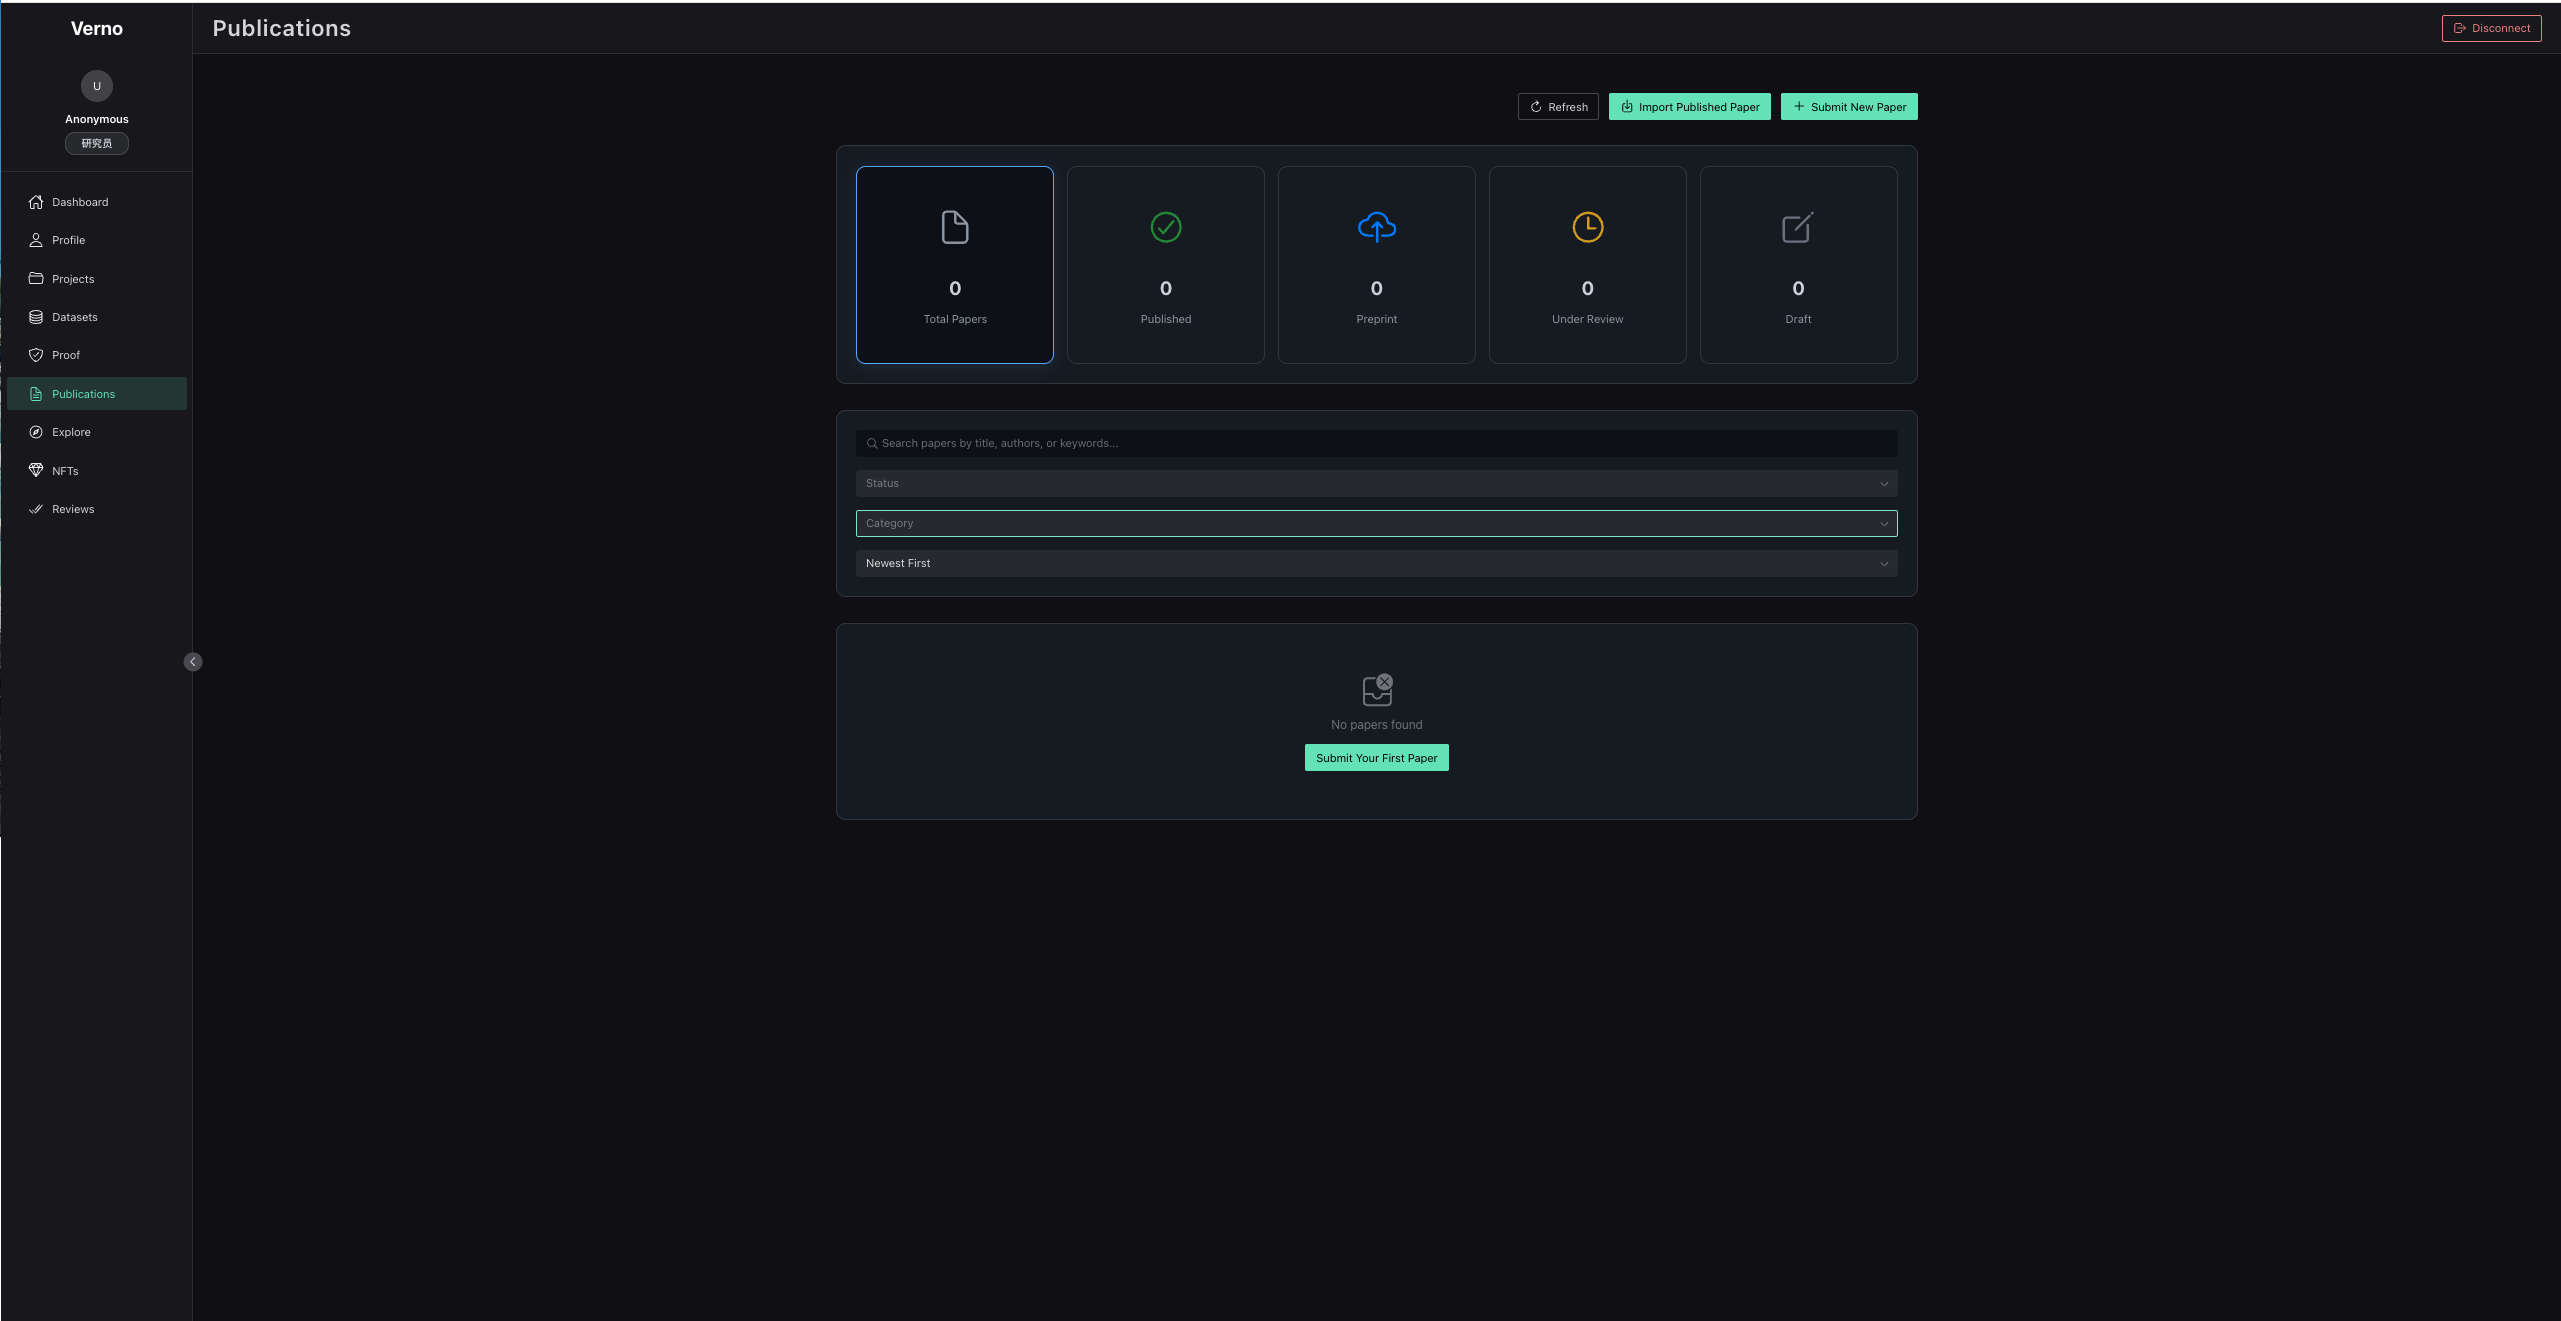 Verno
Publications
Disconnect
U
Anonymous
研究员
Dashboard
Profile
Projects
Datasets
Proof
Publications
Explore
NFTs
Reviews
Refresh
Import Published Paper
Submit New Paper
0
Total Papers
0
Published
0
Preprint
0
Under Review
0
Draft
Search papers by title, authors, or keywords...
Status
Category
Newest First
No papers found
Submit Your First Paper